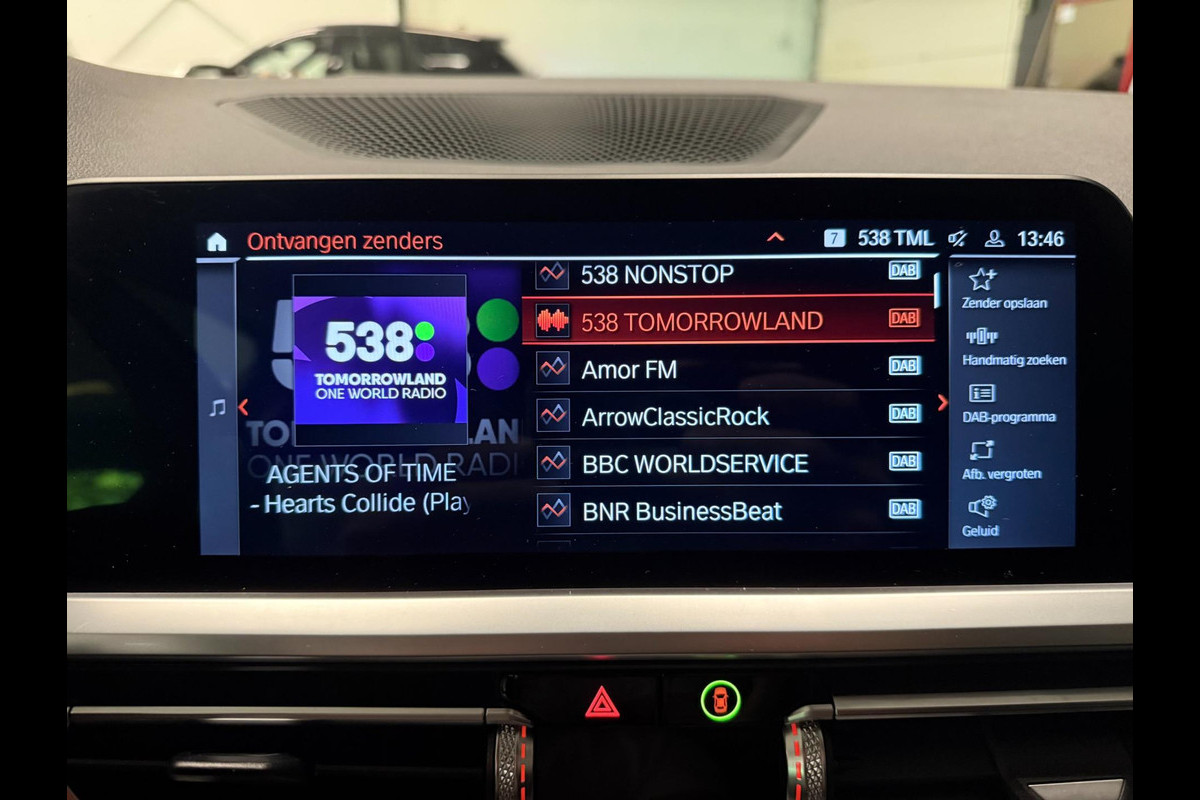 Ontvangen zenders
7 538 TML 13:46
538
TOMORROWLAND
ONE WORLD RADIO
AGENTS OF TIME
- Hearts Collide (Play
538 NONSTOP DAB
538 TOMORROWLAND DAB
Amor FM DAB
ArrowClassicRock DAB
BBC WORLDSERVICE DAB
BNR BusinessBeat DAB
Zender opslaan
Handmatig zoeken
DAB-programma
Afb. vergroten
Geluid